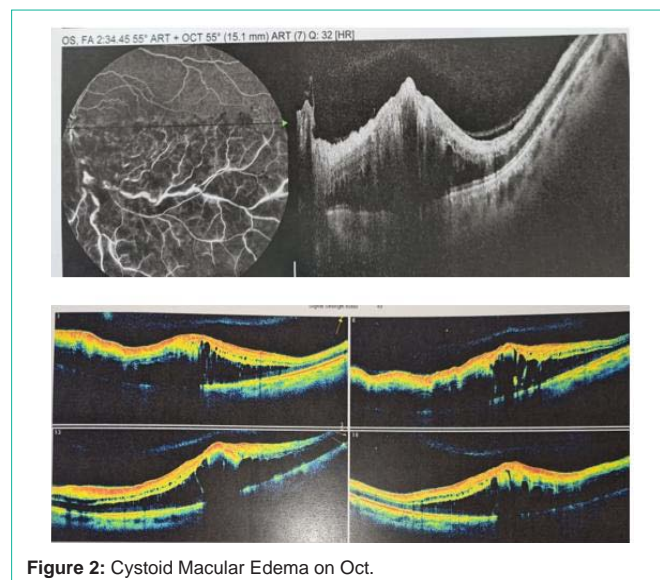 OS, FA 2:34.45 55° ART + OCT 55° (15.1 mm) ART (7) Q: 32 [HR]
13
Figure 2: Cystoid Macular Edema on Oct.